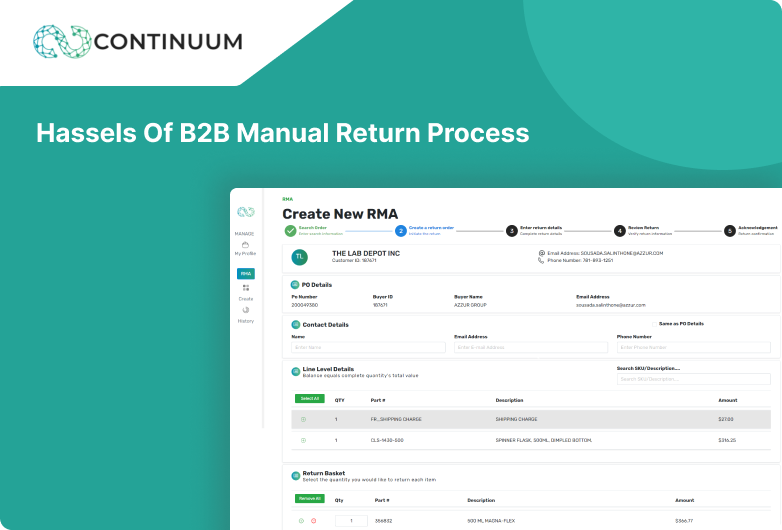 CONTINUUM
Hassels Of B2B Manual Return Process
RMA
Create New RMA
MANAGE
My Profile
RMA
Create
History
Search Order
Enter search information
2
Create a return order
Initiate the return
3
Enter return details
Complete return details
4
Review Return
Verify return information
5
Acknowledgement
Return confirmation
TL
THE LAB DEPOT INC
Customer ID: 187671
Email Address: SOUSADA.SALINTHONE@AZZUR.COM
Phone Number: 781-893-1251
PO Details
Po Number Buyer ID Buyer Name Email Address
200049380 187671 AZZUR GROUP sousada.salinthone@azzur.com
Contact Details
Same as PO Details
Name Email Address Phone Number
Enter Name Enter E-mail Address Enter Phone Number
Line Level Details
Balanse equals complete quantity's total value
Search SKU/Description....
Search SKU/Description....
Select All QTY Part # Description Amount
1 FR_SHIPPING CHARGE SHIPPING CHARGE $27.00
1 CLS-1430-500 SPINNER FLASK, 500ML, DIMPLED BOTTOM, $316.25
Return Basket
Select the quantity you would like to return each item
Remove All Qty Part # Description Amount
1 356832 500 ML MAGNA-FLEX $366.17